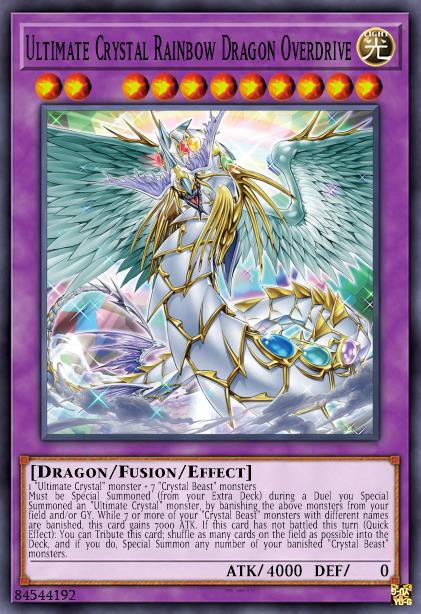 Ultimate Crystal Rainbow Dragon Overdrive
LIGHT
光
[Dragon/Fusion/Effect]
1 "Ultimate Crystal" monster + 7 "Crystal Beast" monsters
Must be Special Summoned (from your Extra Deck) during a Duel you Special
Summoned an "Ultimate Crystal" monster, by banishing the above monsters from your
field and/or GY. While 7 or more of your "Crystal Beast" monsters with different names
are banished, this card gains 7000 ATK. If this card has not battled this turn (Quick
Effect): You can Tribute this card; shuffle as many cards on the field as possible into the
Deck, and if you do, Special Summon any number of your banished "Crystal Beast"
monsters.
ATK/4000 DEF/ 0
84544192